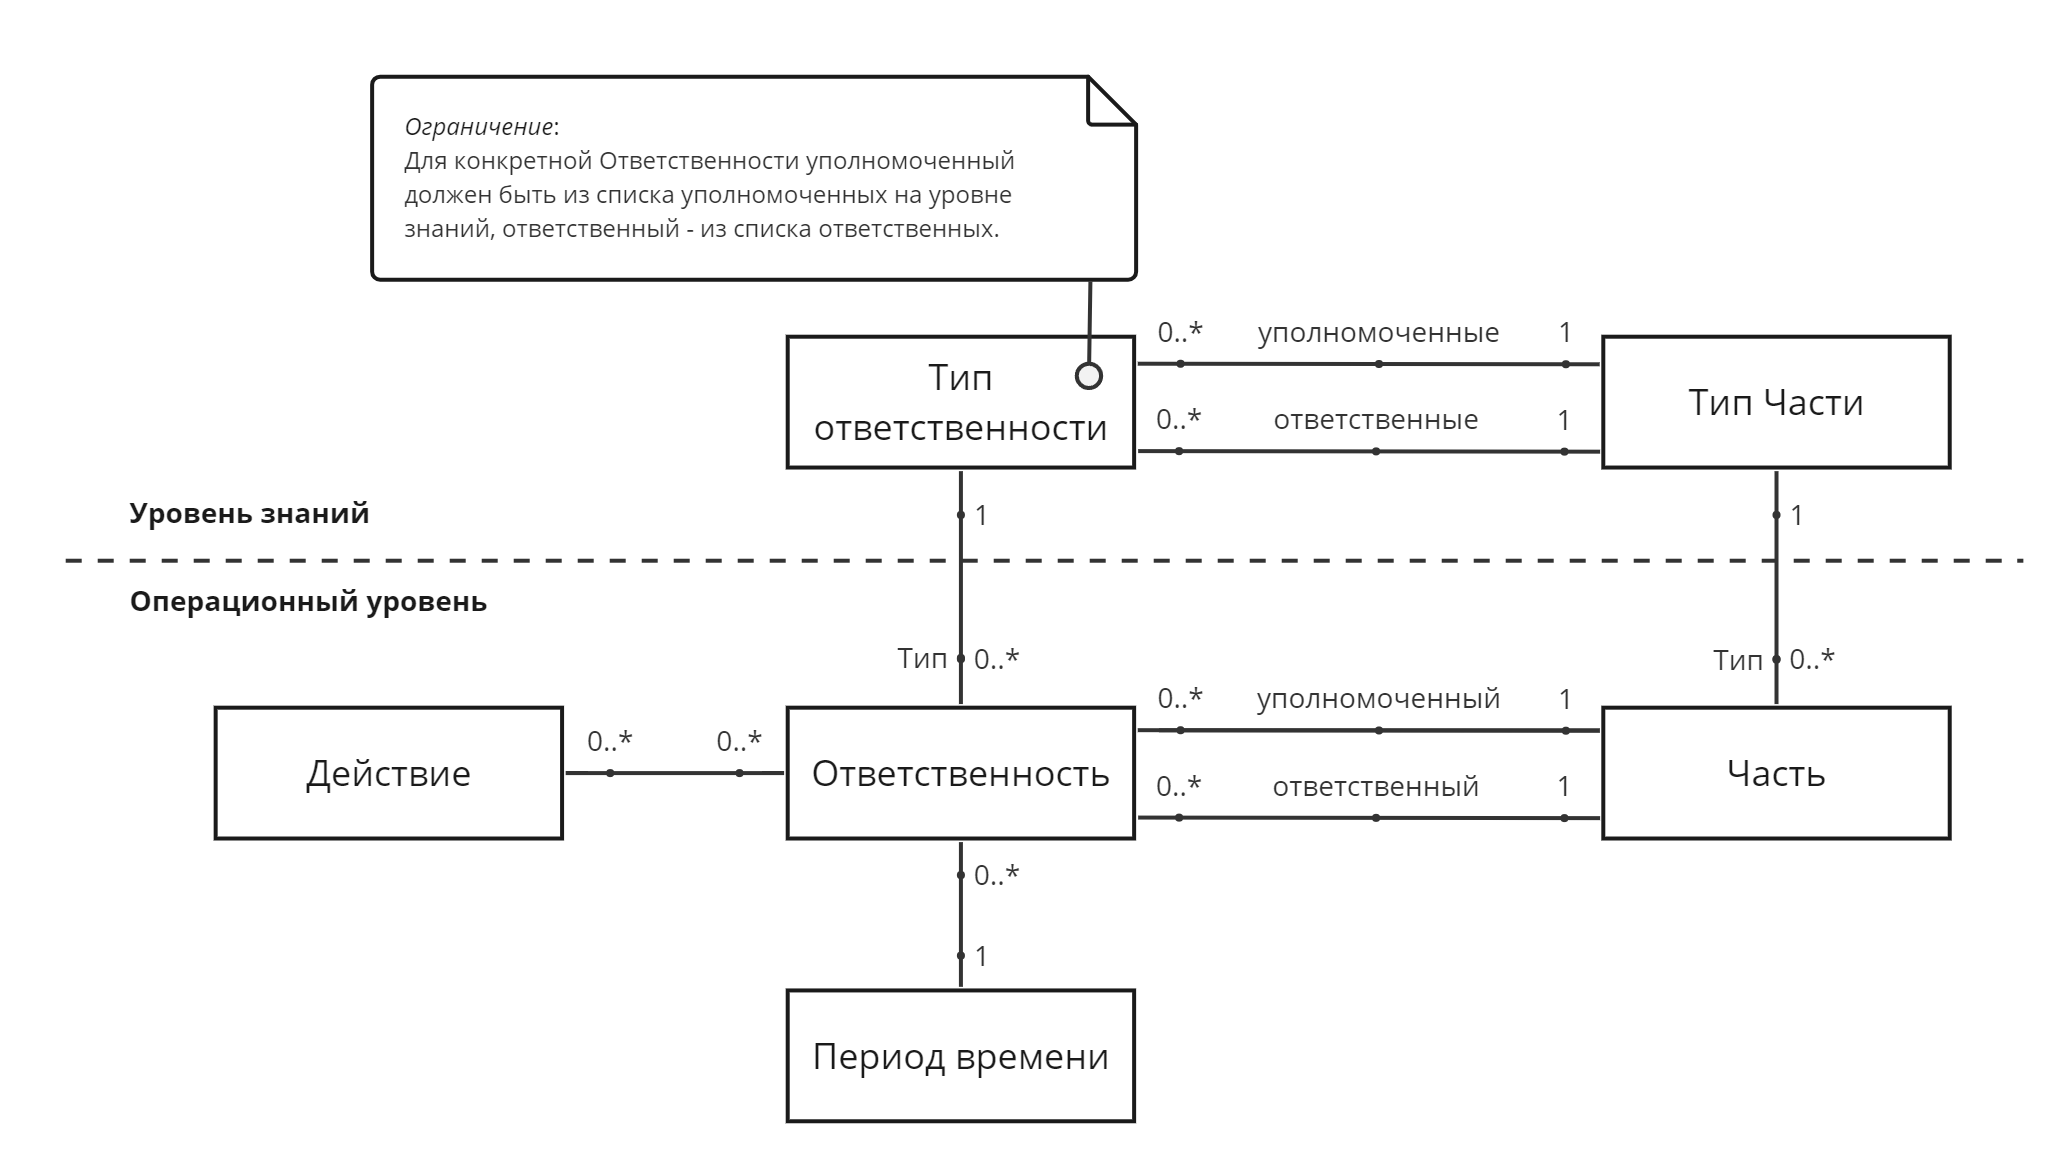 Ограничение:
Для конкретной Ответственности уполномоченный
должен быть из списка уполномоченных на уровне
знаний, ответственный - из списка ответственных.
0..* уполномоченные 1
Тип
ответственности
Тип Части
0..* ответственные 1
Уровень знаний
1
1
Операционный уровень
Тип 0..*
Тип 0..*
0..* уполномоченный 1
0..* 0..*
Действие
Ответственность
Часть
0..* ответственный 1
0..*
1
Период времени